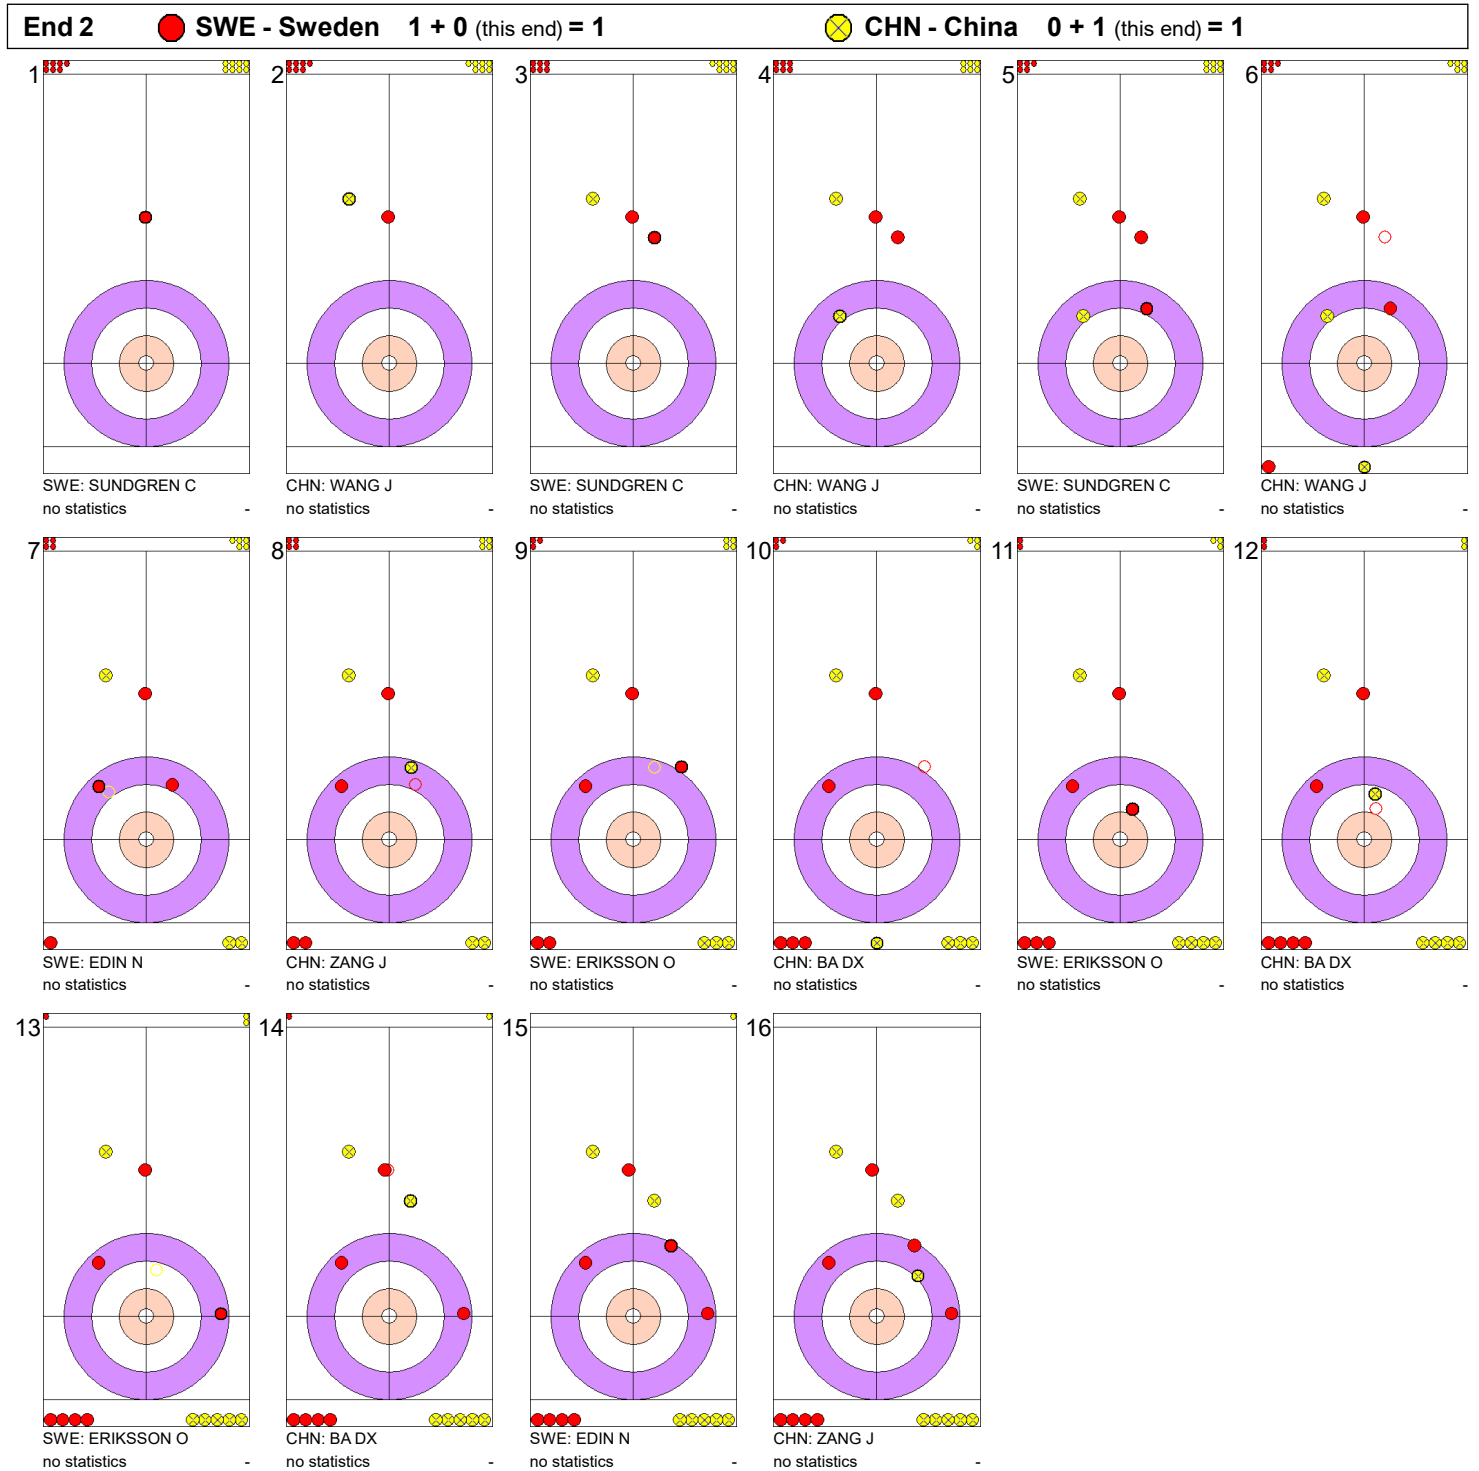 End 2 SWE - Sweden 1 + 0 (this end) = 1 CHN - China 0 + 1 (this end) = 1
1 2 3 4 5 6
SWE: SUNDGREN C CHN: WANG J SWE: SUNDGREN C CHN: WANG J SWE: SUNDGREN C CHN: WANG J
no statistics - no statistics - no statistics - no statistics - no statistics - no statistics -
7 8 9 10 11 12
SWE: EDIN N CHN: ZANG J SWE: ERIKSSON O CHN: BA DX SWE: ERIKSSON O CHN: BA DX
no statistics - no statistics - no statistics - no statistics - no statistics - no statistics -
13 14 15 16
SWE: ERIKSSON O CHN: BA DX SWE: EDIN N CHN: ZANG J
no statistics - no statistics - no statistics - no statistics -